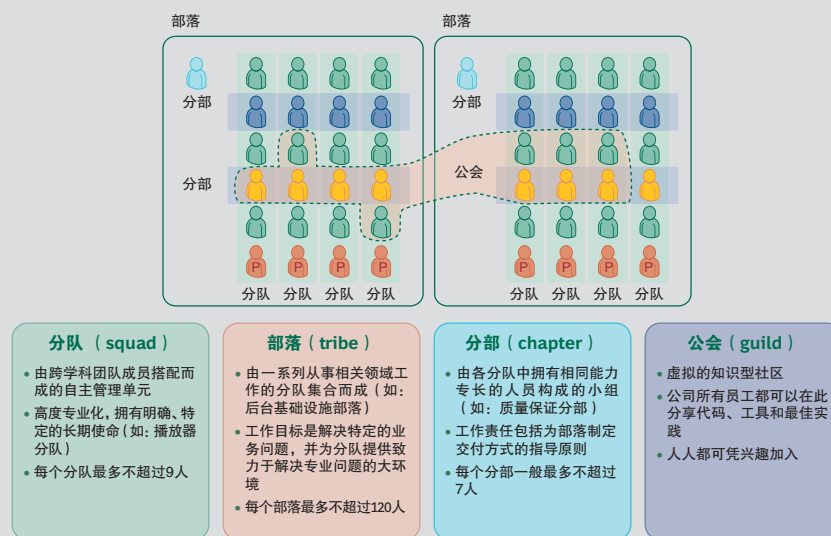 部落
部落
分部
分部
分部
公会
P P P P
P P P P
分队 分队 分队 分队
分队 分队 分队 分队
分队（squad）
• 由跨学科团队成员搭配而
成的自主管理单元
• 高度专业化，拥有明确、特
定的长期使命（如：播放器
分队）
• 每个分队最多不超过9人
部落（tribe）
• 由一系列从事相关领域工
作的分队集合而成（如：
后台基础设施部落）
• 工作目标是解决特定的业
务问题，并为分队提供致
力于解决专业问题的大环
境
• 每个部落最多不超过120人
分部（chapter）
• 由各分队中拥有相同能力
专长的人员构成的小组
（如：质量保证分部）
• 工作责任包括为部落制定
交付方式的指导原则
• 每个分部一般最多不超过
7人
公会（guild）
• 虚拟的知识型社区
• 公司所有员工都可以在此
分享代码、工具和最佳实
践
• 人人都可凭兴趣加入